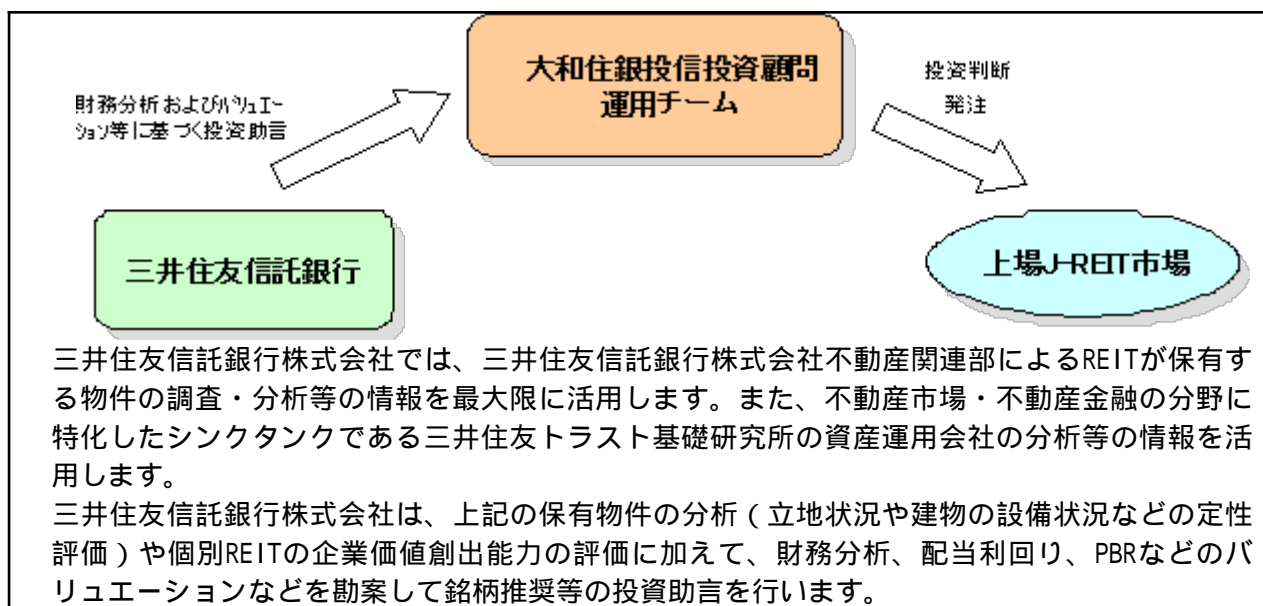 大和住銀投信投資顧問
運用チーム
投資判断
発注
財務分析およびバリュエー
ション等に基づく投資助言
三井住友信託銀行
上場J-REIT市場
三井住友信託銀行株式会社では、三井住友信託銀行株式会社不動産関連部によるREITが保有す
る物件の調査・分析等の情報を最大限に活用します。また、不動産市場・不動産金融の分野に
特化したシンクタンクである三井住友トラスト基礎研究所の資産運用会社の分析等の情報を活
用します。
三井住友信託銀行株式会社は、上記の保有物件の分析(立地状況や建物の設備状況などの定性
評価)や個別REITの企業価値創出能力の評価に加えて、財務分析、配当利回り、PBRなどのバ
リュエーションなどを勘案して銘柄推奨等の投資助言を行います。